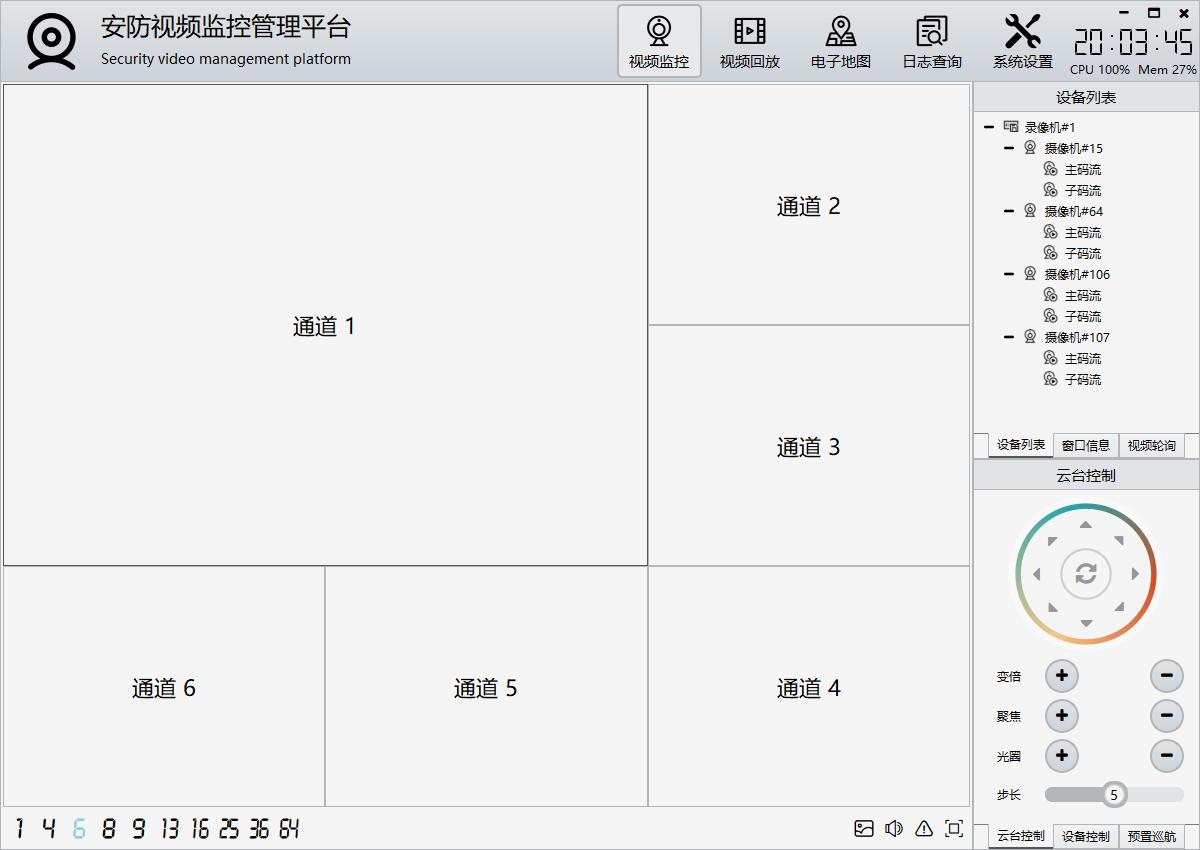 安防视频监控管理平台
Security video management platform
视频监控
视频回放
电子地图
日志查询
系统设置
20:03:45
CPU 100% Mem 27%
通道 1
通道 2
通道 3
通道 6
通道 5
通道 4
1 4 6 8 9 13 16 25 36 64
设备列表
录像机#1
摄像机#15
主码流
子码流
摄像机#64
主码流
子码流
摄像机#106
主码流
子码流
摄像机#107
主码流
子码流
设备列表 窗口信息 视频轮询
云台控制
变倍
聚焦
光圈
步长 5
云台控制 设备控制 预置巡航